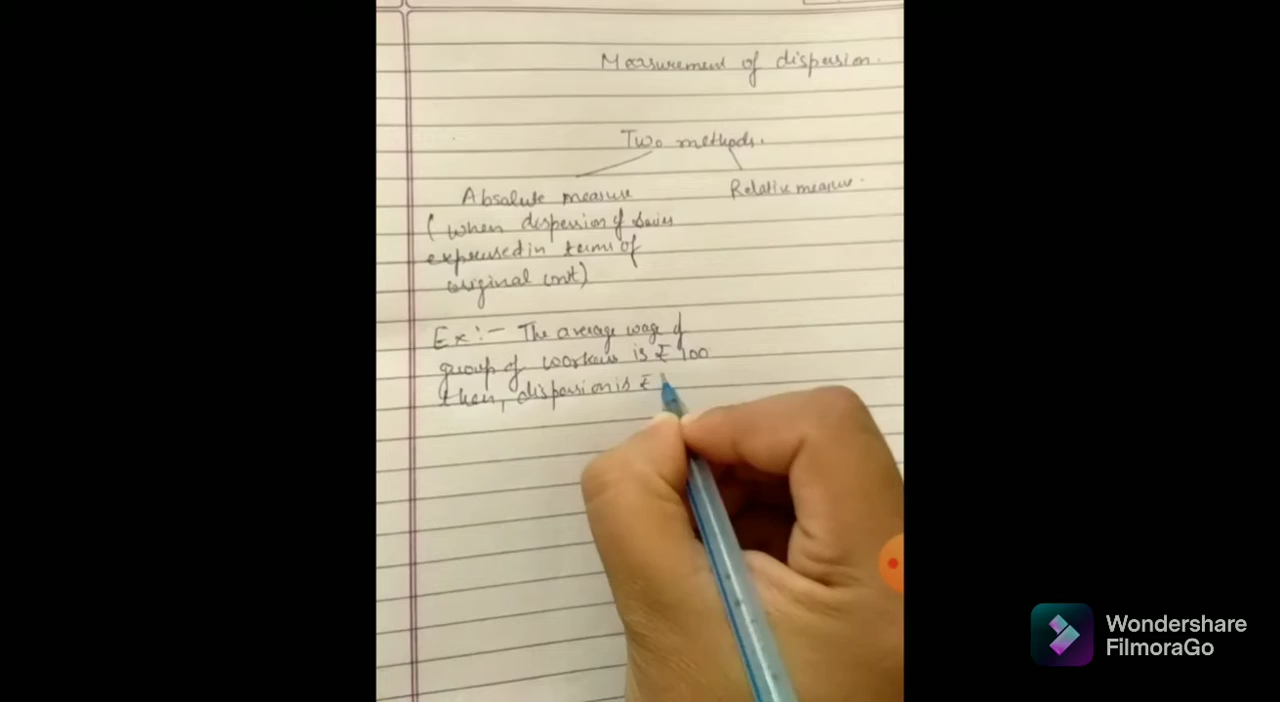 Measurement of dispersion.
Two methods.
Absolute measure
Relative measure.
(when dispersion of series
expressed in terms of
original unit)
Ex:- The average wage of
group of workers is ₹ 100
then, dispersion is ₹
Wondershare
FilmoraGo